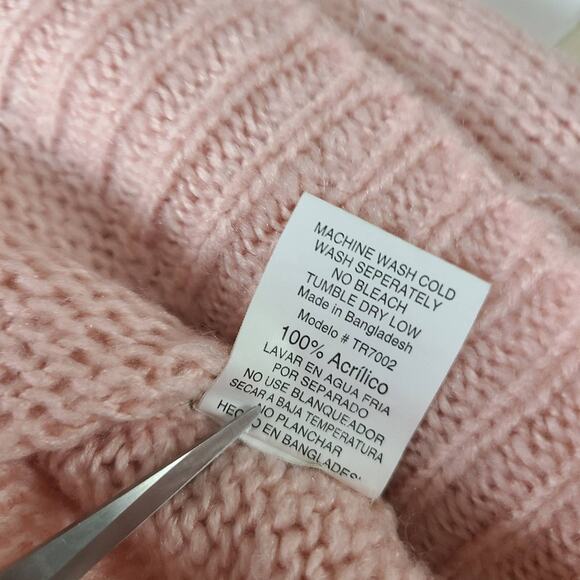 MACHINE WASH COLD
WASH SEPERATELY
NO BLEACH
TUMBLE DRY LOW
Made in Bangladesh
Modelo # TR7002
100% Acrílico
LAVAR EN AGUA FRIA
POR SEPARADO
NO USE BLANQUEADOR
SECAR A BAJA TEMPERATURA
NO PLANCHAR
EN